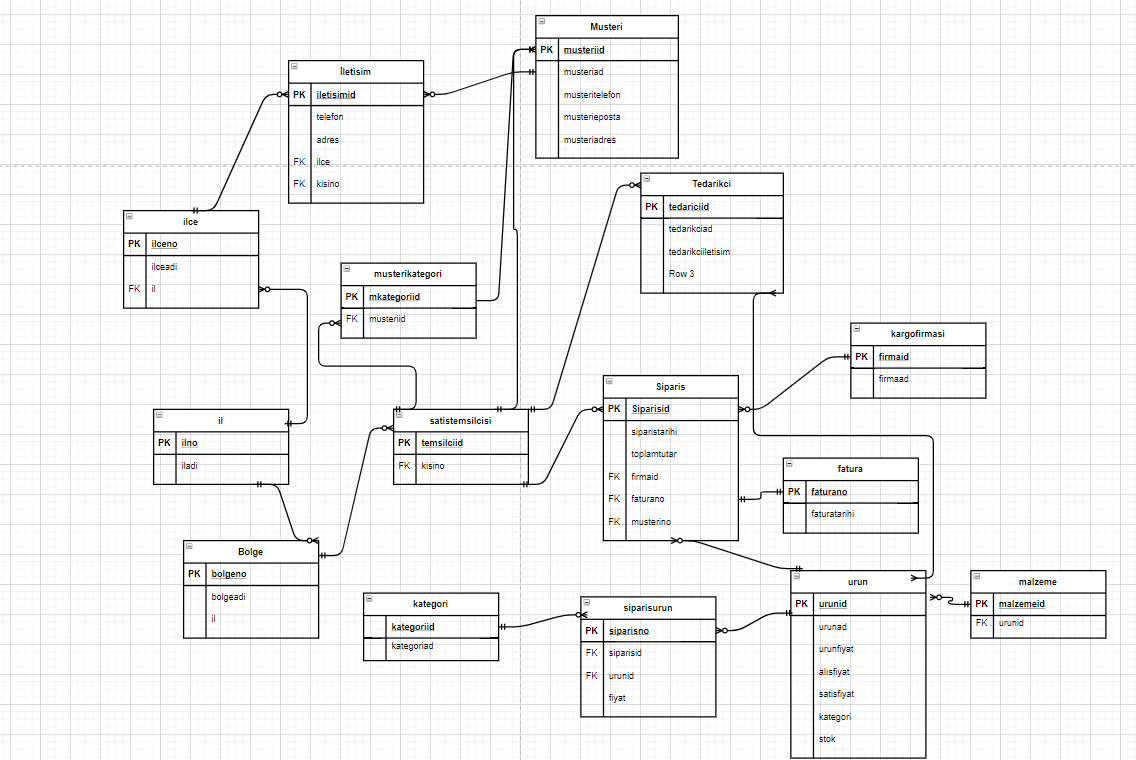 Musteri
PK musteriid
musteriad
musteritelefon
musterieposta
musteriadres
İletisim
PK iletisimid
telefon
adres
FK ilce
FK kisino
Tedarikci
PK tedariciid
tedarikciad
tedarikciiletisim
Row 3
ilce
PK ilceno
ilceadi
FK il
musterikategori
PK mkategoriid
FK musteriid
kargofirmasi
PK firmaid
firmaad
Siparis
PK Siparisid
siparistarihi
toplamtutar
FK firmaid
FK faturano
FK musterino
il
PK ilno
iladi
satistemsilcisi
PK temsilciid
FK kisino
fatura
PK faturano
faturatarihi
Bolge
PK bolgeno
bolgeadi
il
kategori
kategoriid
kategoriad
siparisurun
PK siparisno
FK siparisid
FK urunid
fiyat
urun
PK urunid
urunad
urunfiyat
alisfiyat
satisfiyat
kategori
stok
malzeme
PK malzemeid
FK urunid